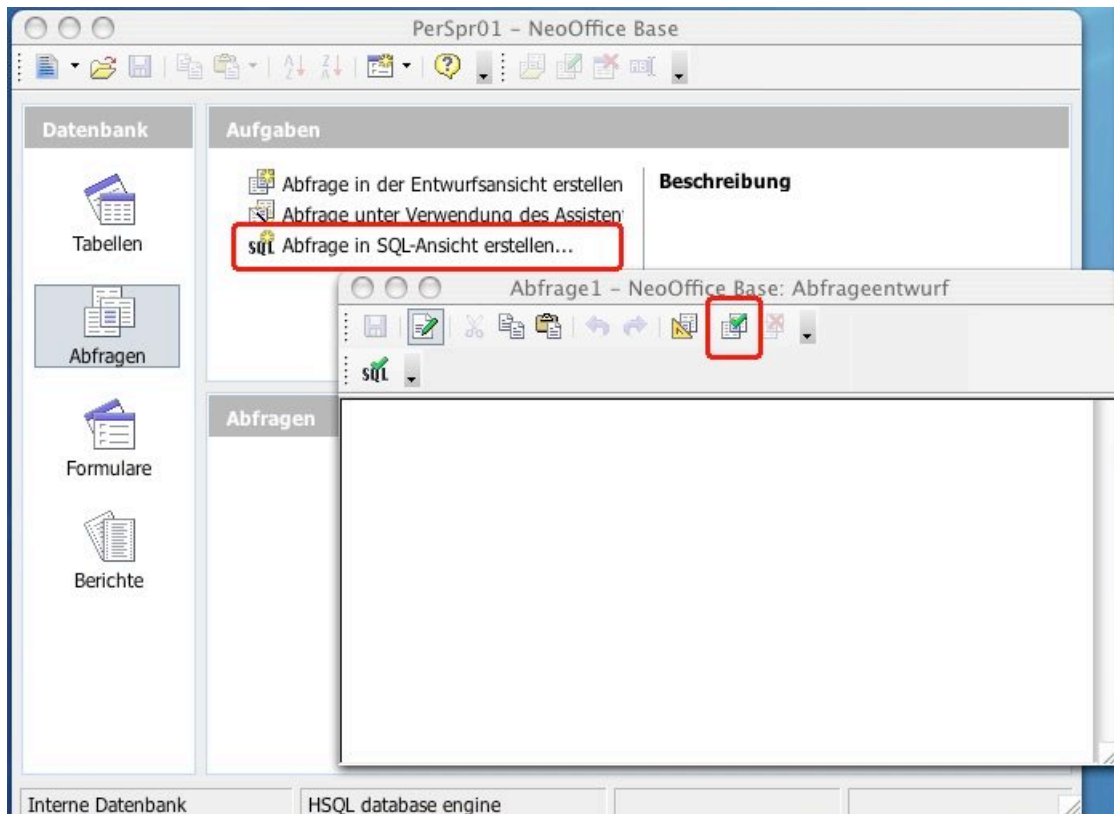 PerSpr01 – NeoOffice Base
Datenbank
Aufgaben
Abfrage in der Entwurfsansicht erstellen
Abfrage unter Verwendung des Assisten
SQL Abfrage in SQL-Ansicht erstellen...
Beschreibung
Tabellen
Abfragen
Formulare
Berichte
Abfragen
Abfrage1 – NeoOffice Base: Abfrageentwurf
SQL
Interne Datenbank
HSQL database engine